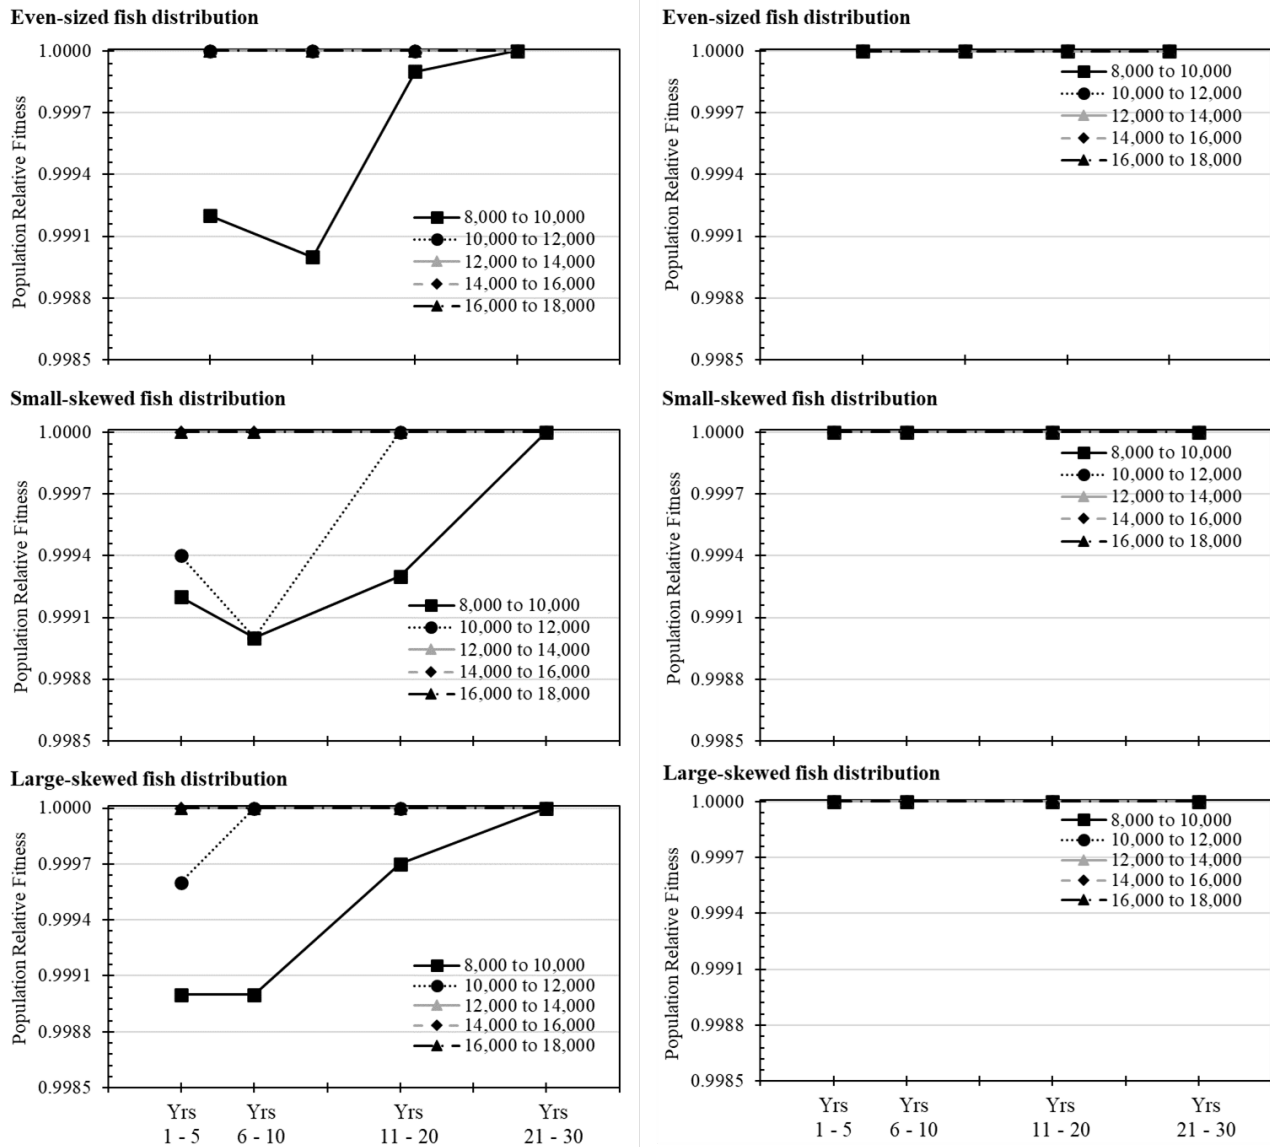 Even-sized fish distribution
Population Relative Fitness
1.0000
0.9997
0.9994
0.9991
0.9988
0.9985
8,000 to 10,000
10,000 to 12,000
12,000 to 14,000
14,000 to 16,000
16,000 to 18,000
Even-sized fish distribution
Population Relative Fitness
1.0000
0.9997
0.9994
0.9991
0.9988
0.9985
8,000 to 10,000
10,000 to 12,000
12,000 to 14,000
14,000 to 16,000
16,000 to 18,000
Small-skewed fish distribution
Population Relative Fitness
1.0000
0.9997
0.9994
0.9991
0.9988
0.9985
8,000 to 10,000
10,000 to 12,000
12,000 to 14,000
14,000 to 16,000
16,000 to 18,000
Small-skewed fish distribution
Population Relative Fitness
1.0000
0.9997
0.9994
0.9991
0.9988
0.9985
8,000 to 10,000
10,000 to 12,000
12,000 to 14,000
14,000 to 16,000
16,000 to 18,000
Large-skewed fish distribution
Population Relative Fitness
1.0000
0.9997
0.9994
0.9991
0.9988
0.9985
8,000 to 10,000
10,000 to 12,000
12,000 to 14,000
14,000 to 16,000
16,000 to 18,000
Yrs Yrs Yrs Yrs
1 - 5 6 - 10 11 - 20 21 - 30
Large-skewed fish distribution
Population Relative Fitness
1.0000
0.9997
0.9994
0.9991
0.9988
0.9985
8,000 to 10,000
10,000 to 12,000
12,000 to 14,000
14,000 to 16,000
16,000 to 18,000
Yrs Yrs Yrs Yrs
1 - 5 6 - 10 11 - 20 21 - 30